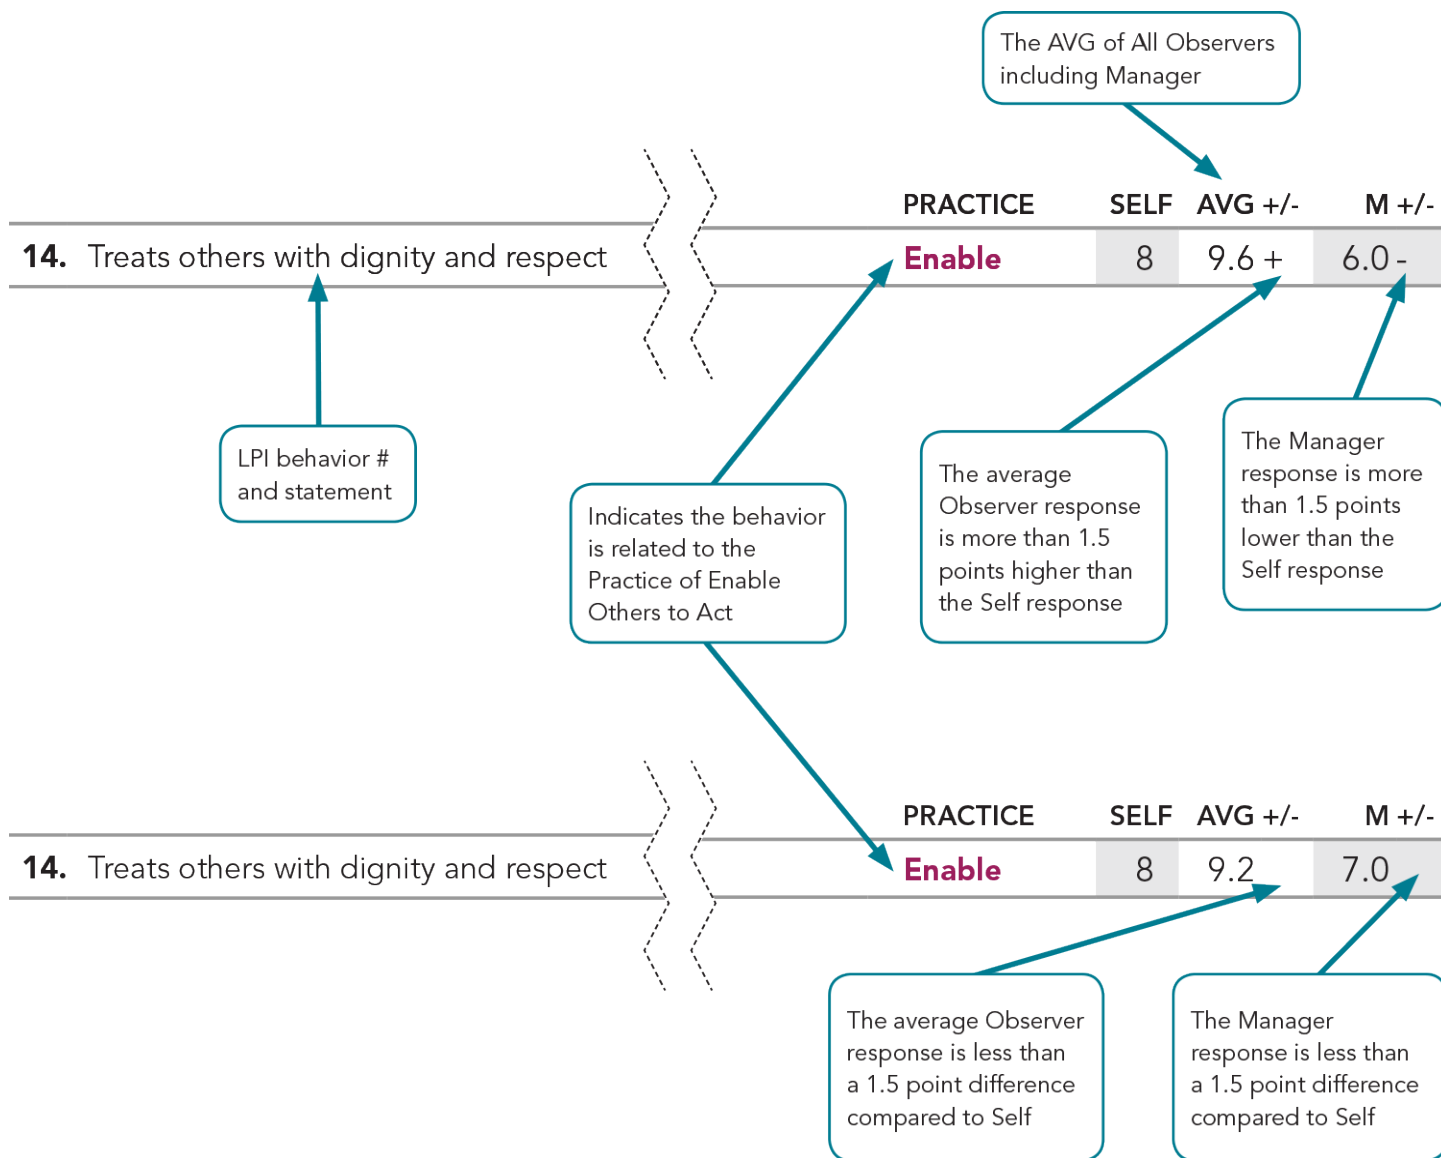 The AVG of All Observers
including Manager
PRACTICE SELF AVG +/- M +/-
14. Treats others with dignity and respect Enable 8 9.6 + 6.0 -
LPI behavior #
and statement
Indicates the behavior
is related to the
Practice of Enable
Others to Act
The average
Observer response
is more than 1.5
points higher than
the Self response
The Manager
response is more
than 1.5 points
lower than the
Self response
PRACTICE SELF AVG +/- M +/-
14. Treats others with dignity and respect Enable 8 9.2 7.0
The average Observer
response is less than
a 1.5 point difference
compared to Self
The Manager
response is less than
a 1.5 point difference
compared to Self